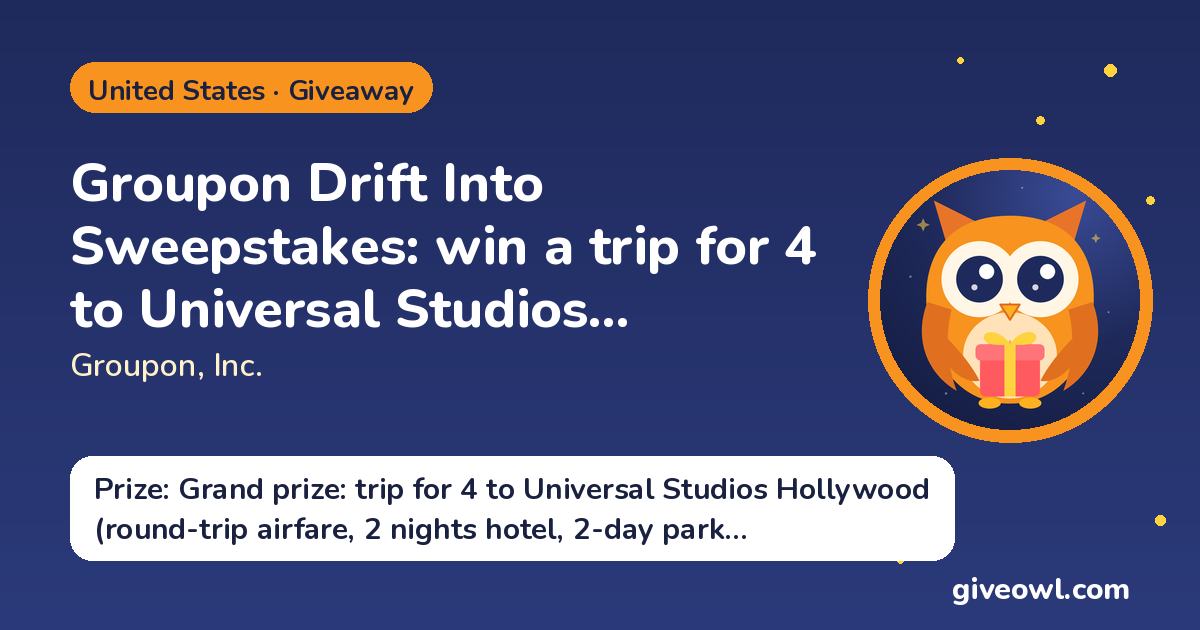 United States · Giveaway
Groupon Drift Into
Sweepstakes: win a trip for 4
to Universal Studios...
Groupon, Inc.
Prize: Grand prize: trip for 4 to Universal Studios Hollywood
(round-trip airfare, 2 nights hotel, 2-day park...
giveowl.com